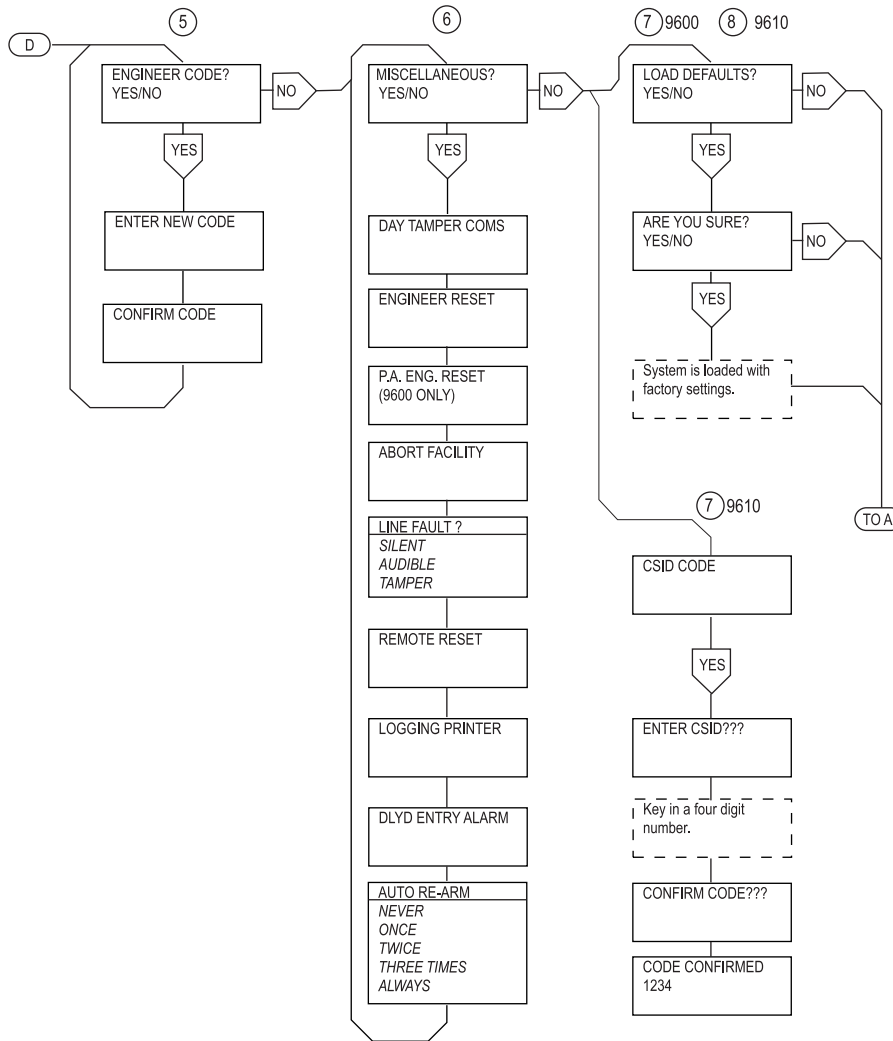 5
6
7 9600
8 9610
D
ENGINEER CODE?
YES/NO
NO
YES
ENTER NEW CODE
CONFIRM CODE
MISCELLANEOUS?
YES/NO
NO
YES
DAY TAMPER COMS
ENGINEER RESET
P.A. ENG. RESET
(9600 ONLY)
ABORT FACILITY
LINE FAULT ?
SILENT
AUDIBLE
TAMPER
REMOTE RESET
LOGGING PRINTER
DLYD ENTRY ALARM
AUTO RE-ARM
NEVER
ONCE
TWICE
THREE TIMES
ALWAYS
LOAD DEFAULTS?
YES/NO
NO
YES
ARE YOU SURE?
YES/NO
NO
YES
System is loaded with
factory settings.
TO A
7 9610
CSID CODE
YES
ENTER CSID???
Key in a four digit
number.
CONFIRM CODE???
CODE CONFIRMED
1234